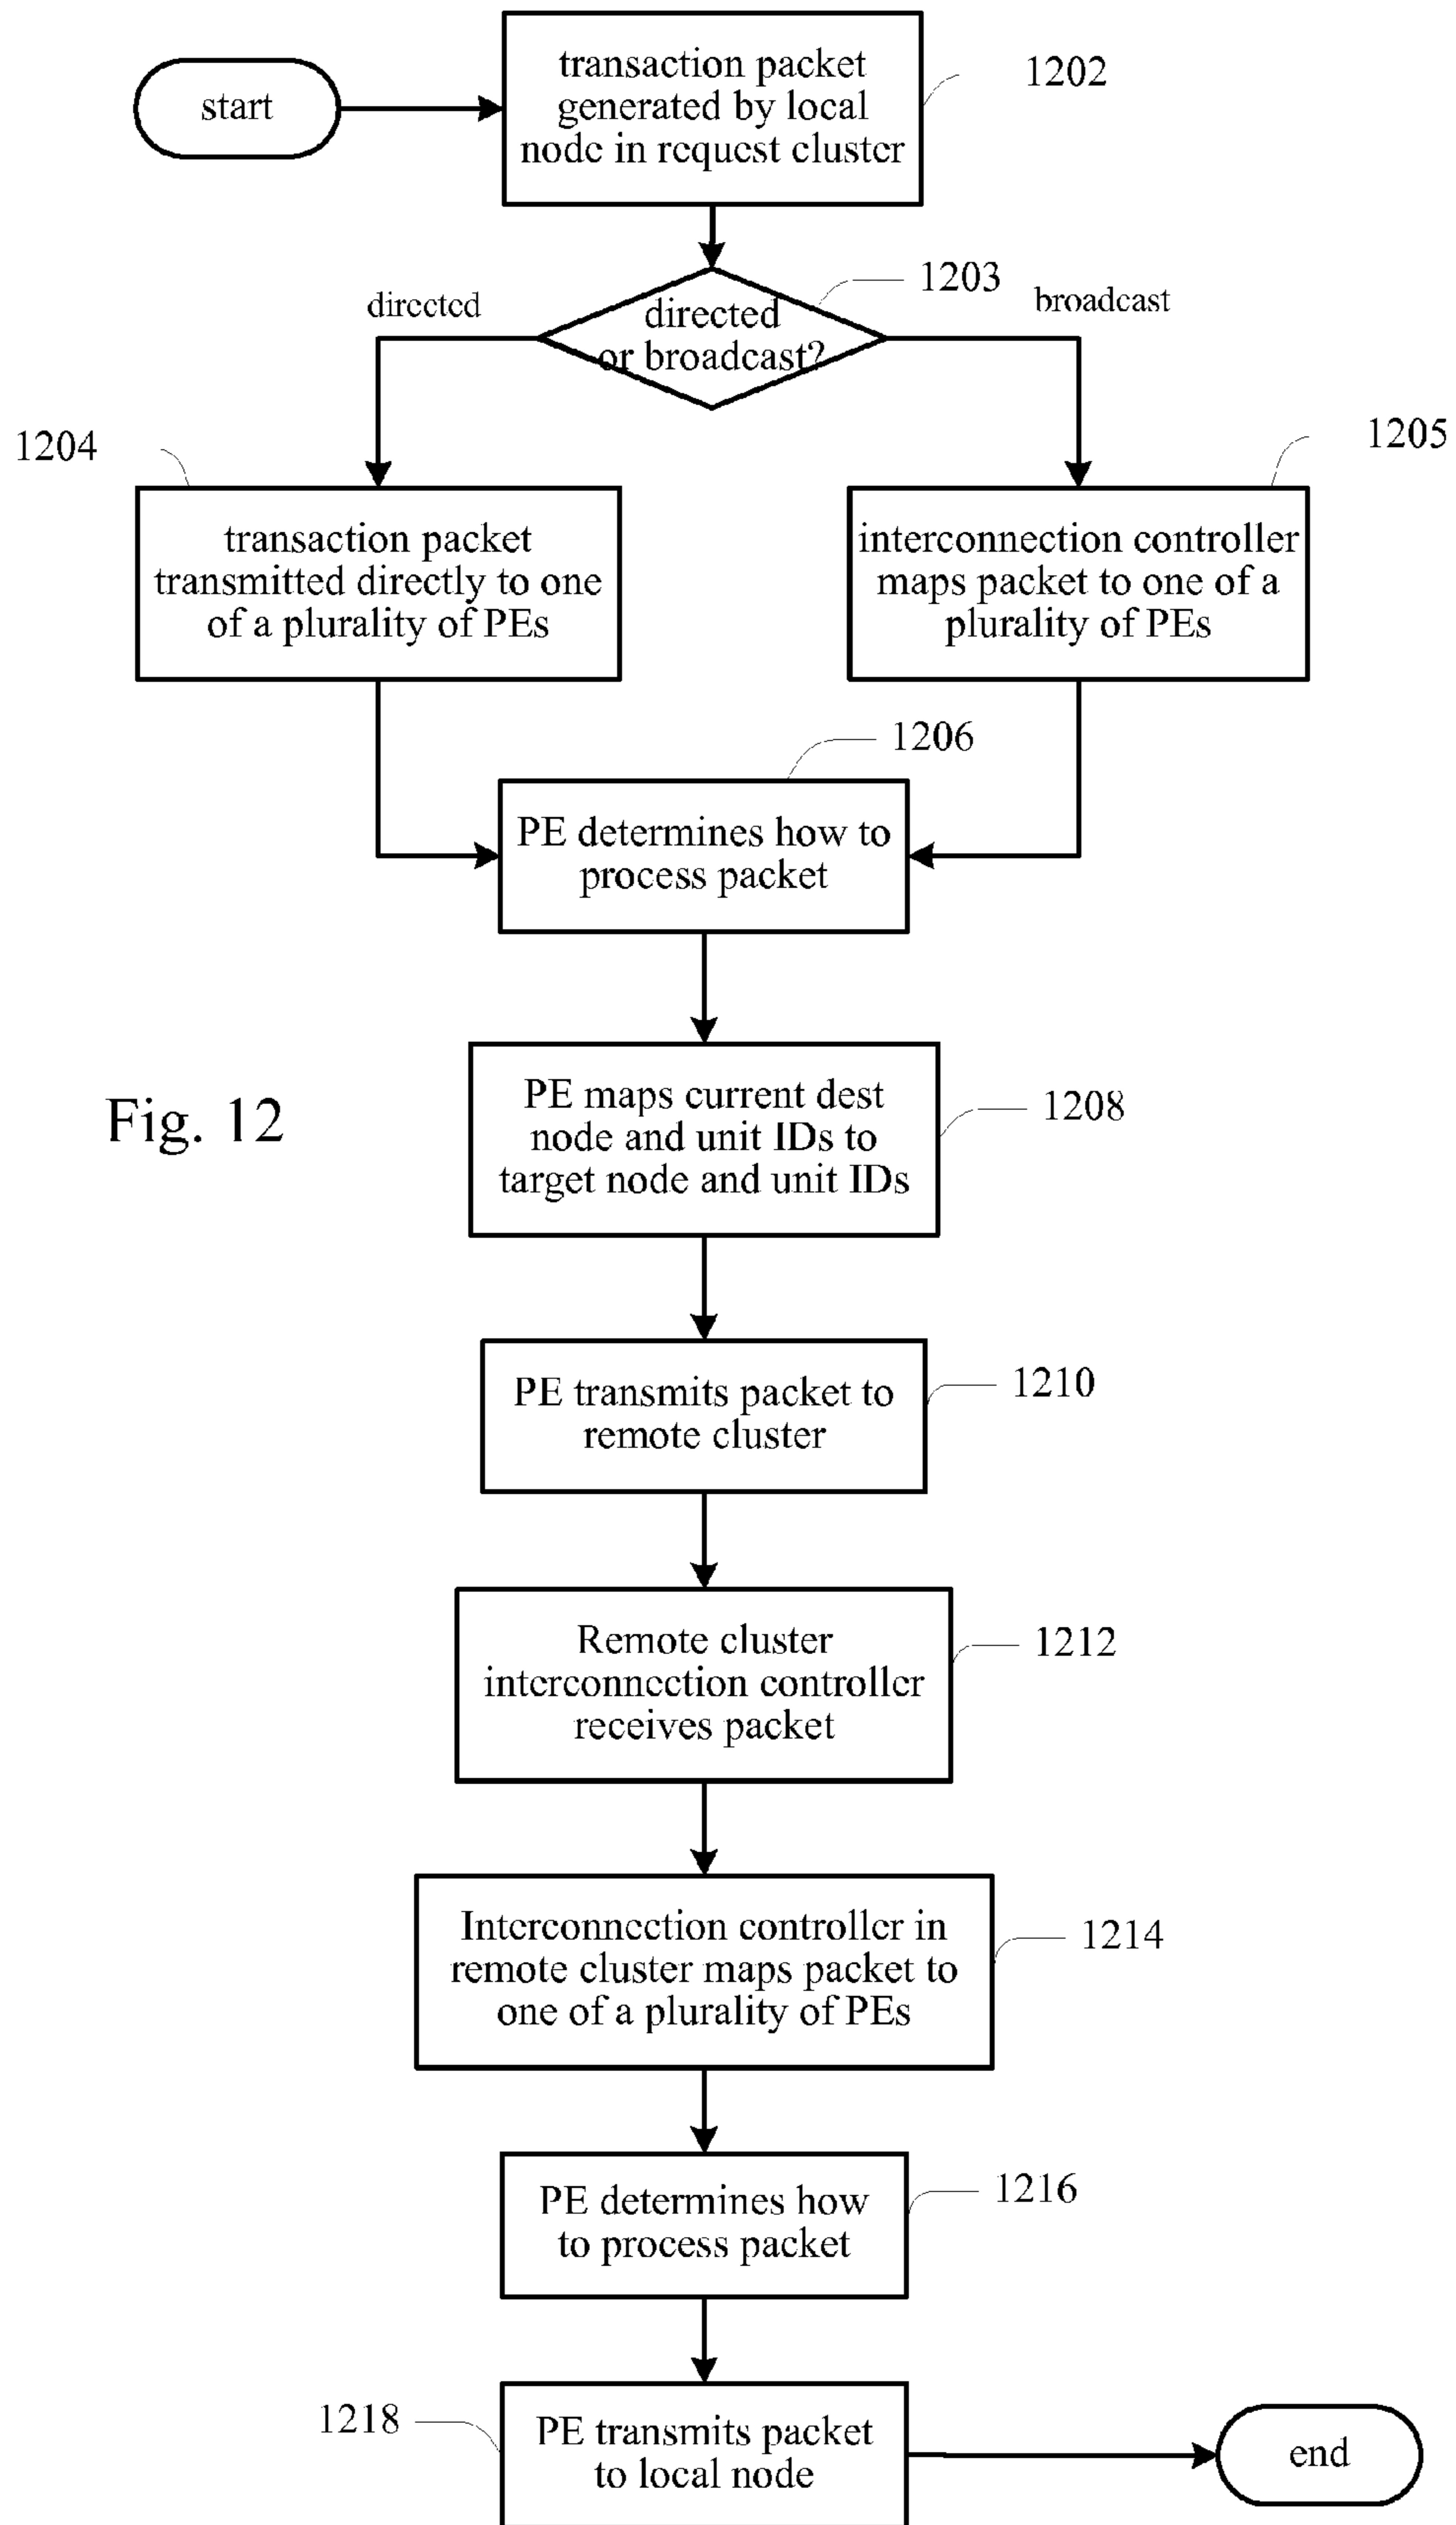 start
transaction packet
generated by local
node in request cluster
1202
1203
directed
or broadcast?
directed
broadcast
1204
transaction packet
transmitted directly to one
of a plurality of PEs
1205
interconnection controller
maps packet to one of a
plurality of PEs
1206
PE determines how to
process packet
Fig. 12
PE maps current dest
node and unit IDs to
target node and unit IDs
1208
PE transmits packet to
remote cluster
1210
Remote cluster
interconnection controller
receives packet
1212
Interconnection controller in
remote cluster maps packet to
one of a plurality of PEs
1214
PE determines how
to process packet
1216
1218
PE transmits packet
to local node
end